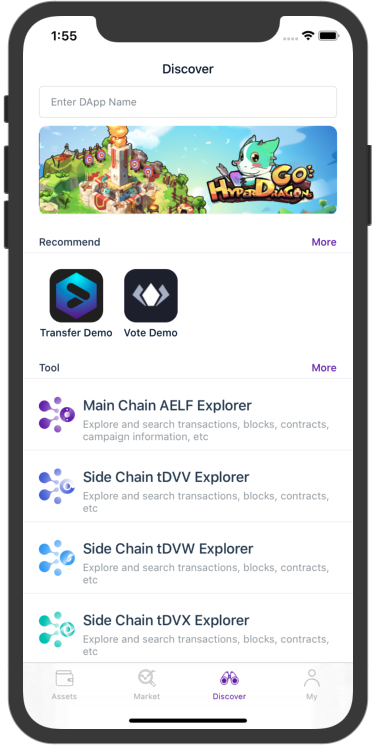 1:55
Discover
Enter DApp Name
GO
HYPERDRAGONS
Recommend
More
Transfer Demo
Vote Demo
Tool
More
Main Chain AELF Explorer
Explore and search transactions, blocks, contracts,
campaign information, etc
Side Chain tDVV Explorer
Explore and search transactions, blocks, contracts,
etc
Side Chain tDVW Explorer
Explore and search transactions, blocks, contracts,
etc
Side Chain tDVX Explorer
Explore and search transactions, blocks, contracts,
etc
Assets
Market
Discover
My